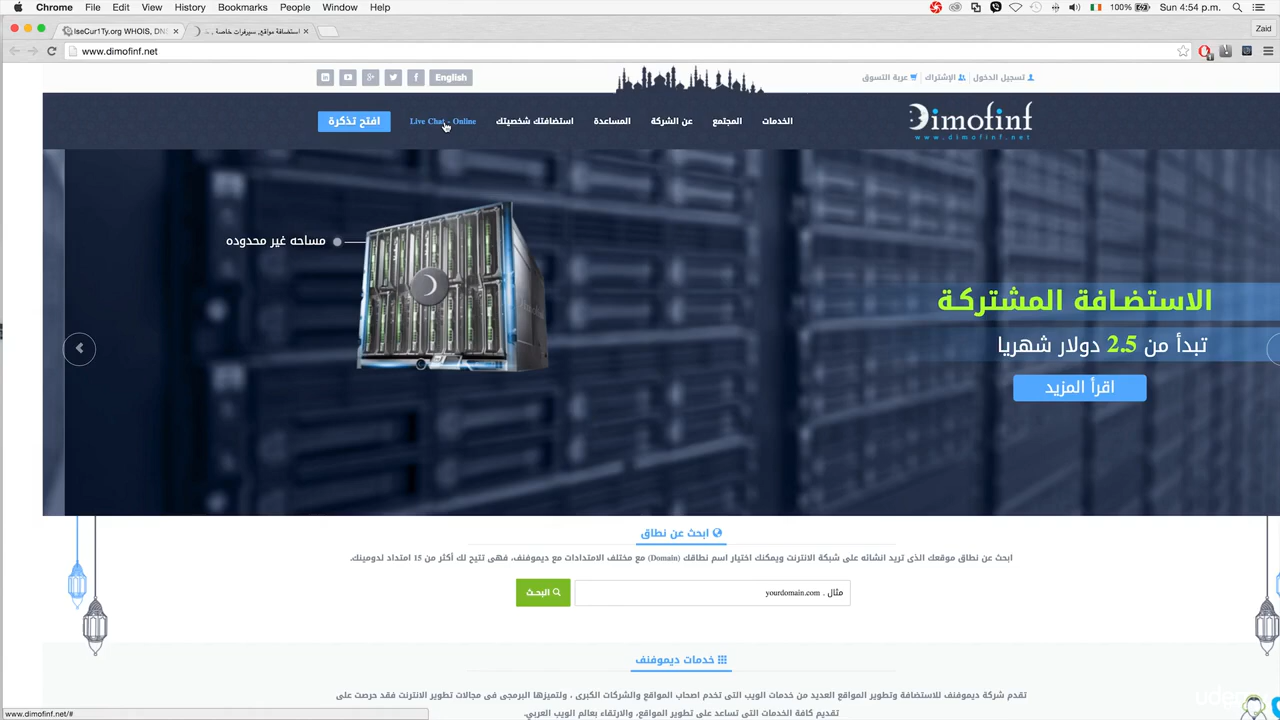 Chrome File Edit View History Bookmarks People Window Help 100% Sun 4:54 p.m.
IseCur1Ty.org WHOIS, DN
استضافة مواقع, سيرفرات خاصة ,
Zaid
www.dimofinf.net
English
عربة التسوق الإشتراك تسجيل الدخول
الخدمات المجتمع عن الشركة المساعدة استضافتك شخصيتك Live Chat - Online افتح تذكرة
Dimofinf
www.dimofinf.net
مساحه غير محدوده
الاستضافة المشتركة
تبدأ من 2.5 دولار شهريا
اقرأ المزيد
ابحث عن نطاق
ابحث عن نطاق موقعك الذى تريد انشائه على شبكة الانترنت ويمكنك اختيار اسم نطاقك (Domain) مع مختلف الامتدادات مع ديموفنف، فهى تتيح لك أكثر من 15 امتداد لدومينك.
مثال . yourdomain.com
البحث
خدمات ديموفنف
تقدم شركة ديموفنف للاستضافة وتطوير المواقع العديد من خدمات الويب التى تخدم اصحاب المواقع والشركات الكبرى , ولتميزها البرمجى فى مجالات تطوير الانترنت فقد حرصت على
تقديم كافة الخدمات التى تساعد على تطوير المواقع، والارتقاء بعالم الويب العربي.
www.dimofinf.net/#
udemy